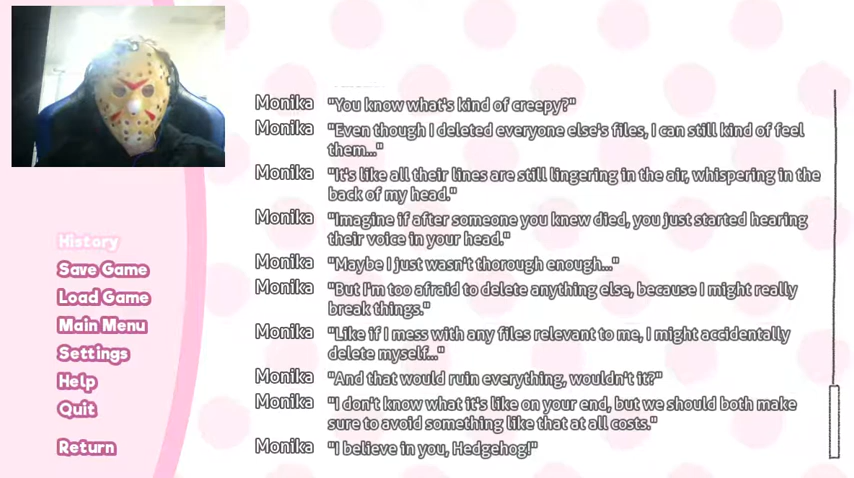 Monika "You know what's kind of creepy?"
Monika "Even though I deleted everyone else's files, I can still kind of feel
them..."
Monika "It's like all their lines are still lingering in the air, whispering in the
back of my head."
Monika "Imagine if after someone you knew died, you just started hearing
their voice in your head."
Monika "Maybe I just wasn't thorough enough..."
Monika "But I'm too afraid to delete anything else, because I might really
break things."
Monika "Like if I mess with any files relevant to me, I might accidentally
delete myself..."
Monika "And that would ruin everything, wouldn't it?"
Monika "I don't know what it's like on your end, but we should both make
sure to avoid something like that at all costs."
Monika "I believe in you, Hedgehog!"
History
Save Game
Load Game
Main Menu
Settings
Help
Quit
Return